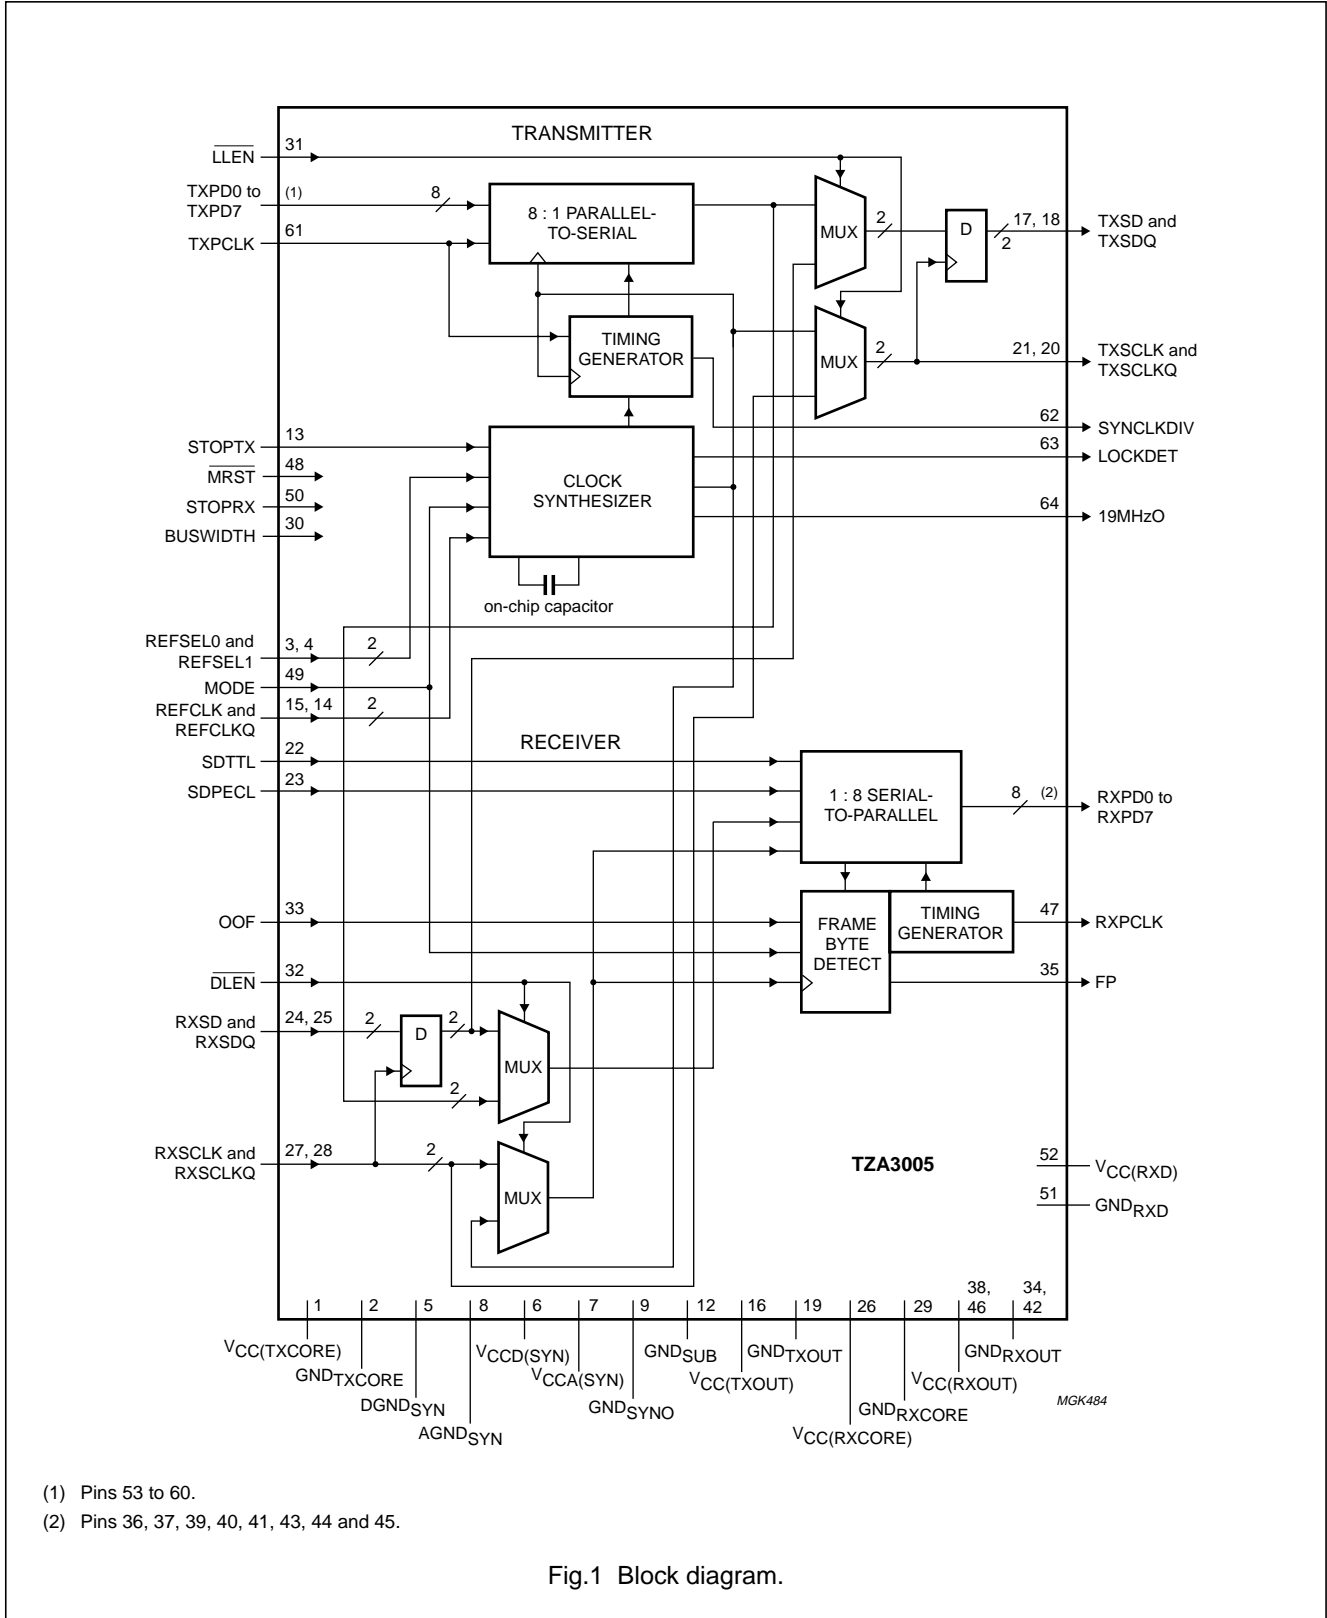 TRANSMITTER
LLEN
31
TXPD0 to
TXPD7
(1)
8
TXPCLK
61
8 : 1 PARALLEL-
TO-SERIAL
MUX
2
D
17, 18
2
TXSD and
TXSDQ
TIMING
GENERATOR
MUX
2
21, 20
TXSCLK and
TXSCLKQ
62
SYNCLKDIV
63
LOCKDET
64
19MHzO
STOPTX
13
MRST
48
STOPRX
50
BUSWIDTH
30
CLOCK
SYNTHESIZER
on-chip capacitor
REFSEL0 and
REFSEL1
3, 4
2
MODE
49
REFCLK and
REFCLKQ
15, 14
2
RECEIVER
SDTTL
22
SDPECL
23
1 : 8 SERIAL-
TO-PARALLEL
8
(2)
RXPD0 to
RXPD7
OOF
33
FRAME
BYTE
DETECT
TIMING
GENERATOR
47
RXPCLK
35
FP
DLEN
32
RXSD and
RXSDQ
24, 25
2
D
2
MUX
2
RXSCLK and
RXSCLKQ
27, 28
2
MUX
TZA3005
52
VCC(RXD)
51
GNDRXD
1
2
5
8
6
7
9
12
16
19
26
29
38,
46
34,
42
VCC(TXCORE)
GNDTXCORE
DGNDSYN
AGNDSYN
VCCD(SYN)
VCCA(SYN)
GNDSYNO
GNDSUB
VCC(TXOUT)
GNDTXOUT
VCC(RXCORE)
GNDRXCORE
VCC(RXOUT)
GNDRXOUT
MGK484
(1) Pins 53 to 60.
(2) Pins 36, 37, 39, 40, 41, 43, 44 and 45.
Fig.1 Block diagram.